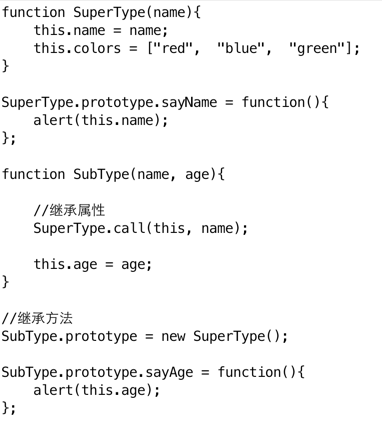 function SuperType(name){
    this.name = name;
    this.colors = ["red",  "blue",  "green"];
}

SuperType.prototype.sayName = function(){
    alert(this.name);
};

function SubType(name, age){

    //继承属性
    SuperType.call(this, name);

    this.age = age;
}

//继承方法
SubType.prototype = new SuperType();

SubType.prototype.sayAge = function(){
    alert(this.age);
};